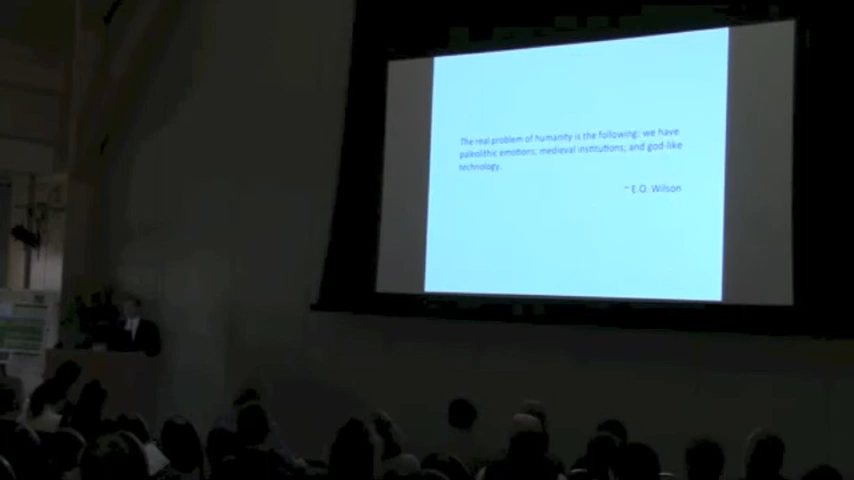 The real problem of humanity is the following: we have
paleolithic emotions; medieval institutions; and god-like
technology.
~ E.O. Wilson